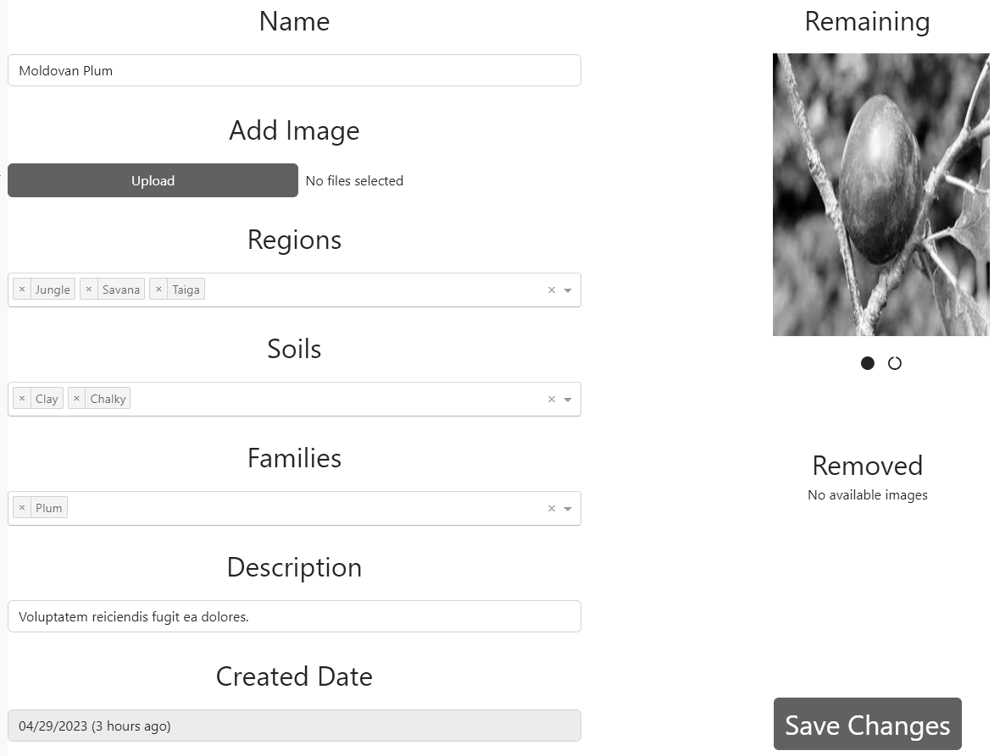 Name
Moldovan Plum
Add Image
Upload No files selected
Regions
× Jungle × Savana × Taiga ×
Soils
× Clay × Chalky ×
Families
× Plum ×
Description
Voluptatem reiciendis fugit ea dolores.
Created Date
04/29/2023 (3 hours ago)
Remaining
Removed
No available images
Save Changes